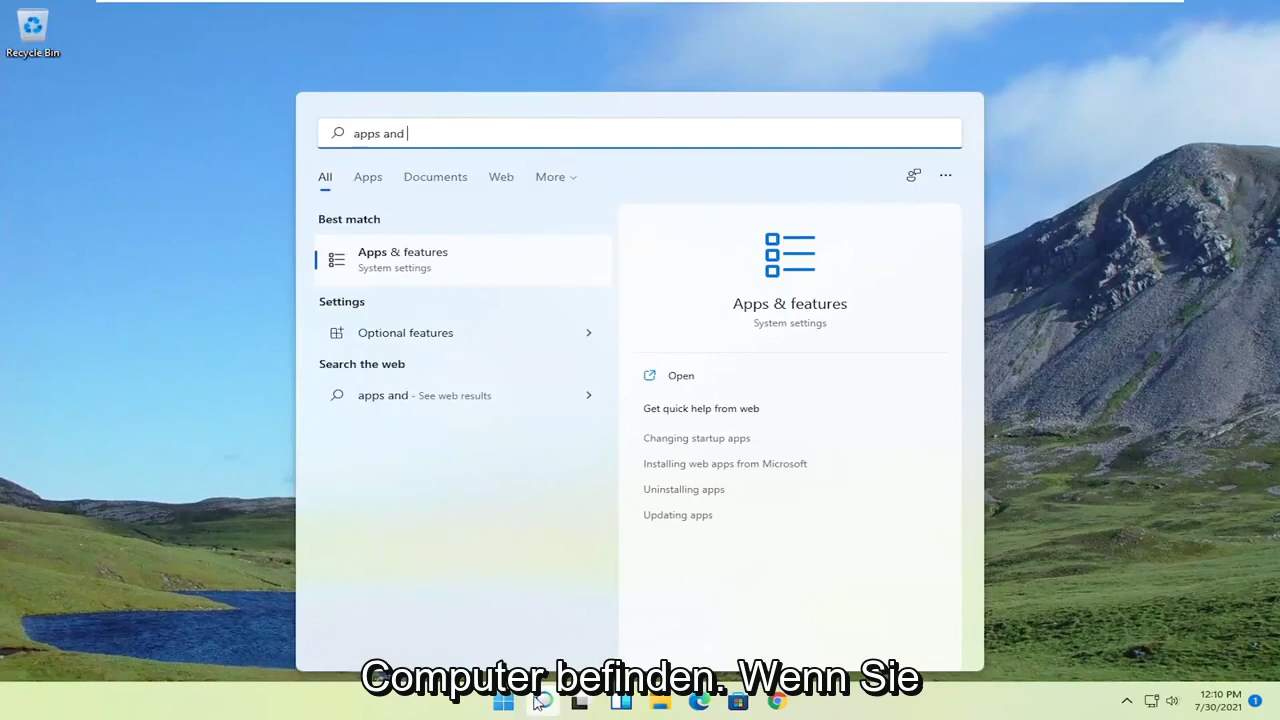 Recycle Bin
apps and
All Apps Documents Web More
Best match
Apps & features
System settings
Settings
Optional features
Search the web
apps and - See web results
Apps & features
System settings
Open
Get quick help from web
Changing startup apps
Installing web apps from Microsoft
Uninstalling apps
Updating apps
Computer befinden. Wenn Sie
12:10 PM
7/30/2021
1